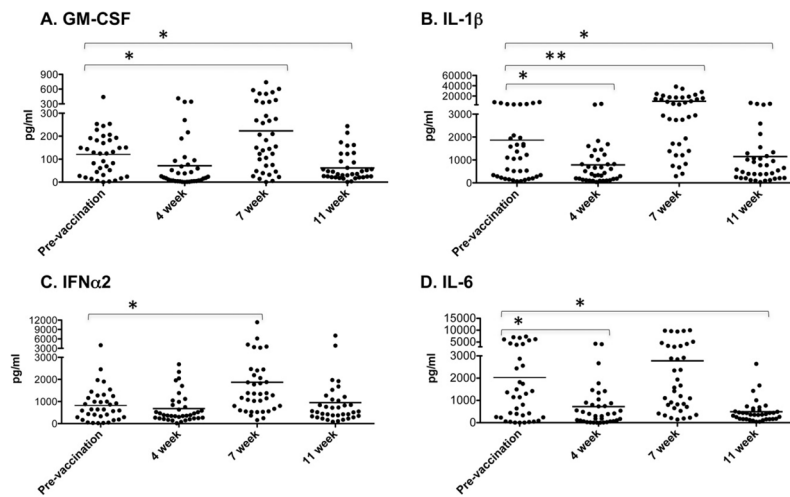 A. GM-CSF
*
*
900
600
300
300
200
100
0
pg/ml
Pre-vaccination
4 week
7 week
11 week
B. IL-1β
*
**
*
60000
40000
20000
3000
2000
1000
0
Pre-vaccination
4 week
7 week
11 week
C. IFNα2
*
12000
9000
6000
3000
3000
2000
1000
0
pg/ml
Pre-vaccination
4 week
7 week
11 week
D. IL-6
*
*
15000
10000
5000
3000
2000
1000
0
pg/ml
Pre-vaccination
4 week
7 week
11 week